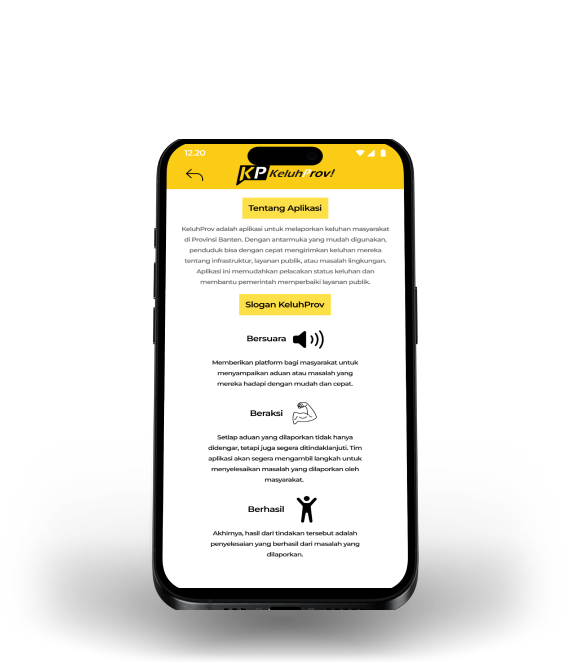 12.20
KP KeluhProv!
Tentang Aplikasi
KeluhProv adalah aplikasi untuk melaporkan keluhan masyarakat
di Provinsi Banten. Dengan antarmuka yang mudah digunakan,
penduduk bisa dengan cepat mengirimkan keluhan mereka
tentang infrastruktur, layanan publik, atau masalah lingkungan.
Aplikasi ini memudahkan pelacakan status keluhan dan
membantu pemerintah memperbaiki layanan publik.
Slogan KeluhProv
Bersuara
Memberikan platform bagi masyarakat untuk
menyampaikan aduan atau masalah yang
mereka hadapi dengan mudah dan cepat.
Beraksi
Setiap aduan yang dilaporkan tidak hanya
didengar, tetapi juga segera ditindaklanjuti. Tim
aplikasi akan segera mengambil langkah untuk
menyelesaikan masalah yang dilaporkan oleh
masyarakat.
Berhasil
Akhirnya, hasil dari tindakan tersebut adalah
penyelesaian yang berhasil dari masalah yang
dilaporkan.